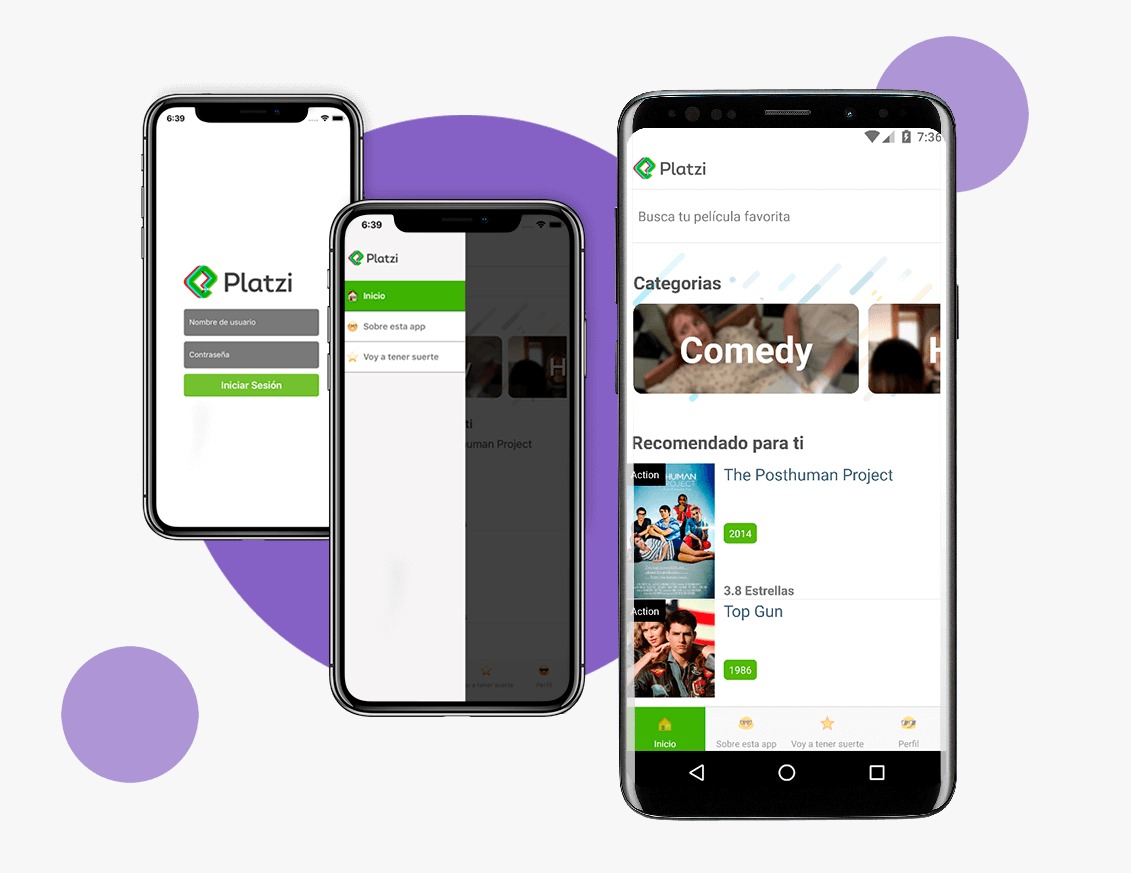 6:39
Platzi
Nombre de usuario
Contraseña
Iniciar Sesión
6:39
Platzi
Inicio
Sobre esta app
Voy a tener suerte
H
ti
uman Project
a tener suerte
Perfil
7:36
Platzi
Busca tu película favorita
Categorias
Comedy
H
Recomendado para ti
Action
HUMAN
PROJECT
The Posthuman Project
2014
3.8 Estrellas
Action
Top Gun
1986
Inicio
Sobre esta app
Voy a tener suerte
Perfil